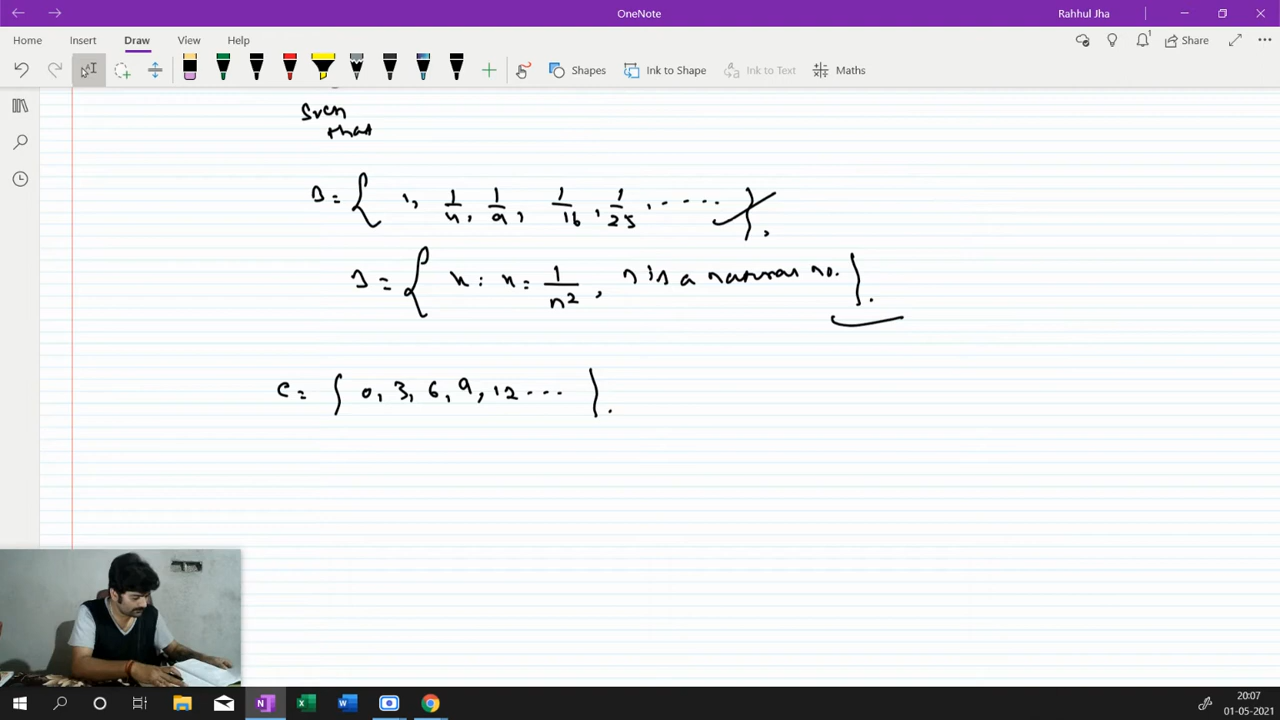 OneNote
Rahhul Jha
Home Insert Draw View Help
Share
Shapes Ink to Shape Ink to Text Maths
Such
that
B = { 1, 1/4, 1/9, 1/16, 1/25, ..... },
B = { x : x = 1/n², n is a natural no. }.
C = { 0, 3, 6, 9, 12 ... }.
20:07
01-05-2021